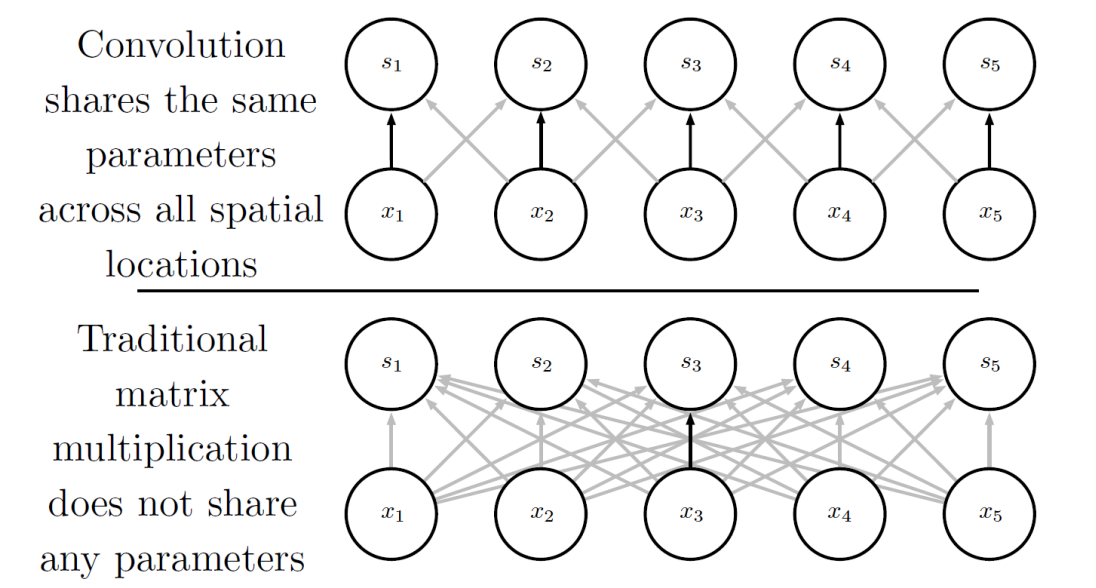 Convolution
shares the same
parameters
across all spatial
locations
s1 s2 s3 s4 s5
x1 x2 x3 x4 x5
Traditional
matrix
multiplication
does not share
any parameters
s1 s2 s3 s4 s5
x1 x2 x3 x4 x5